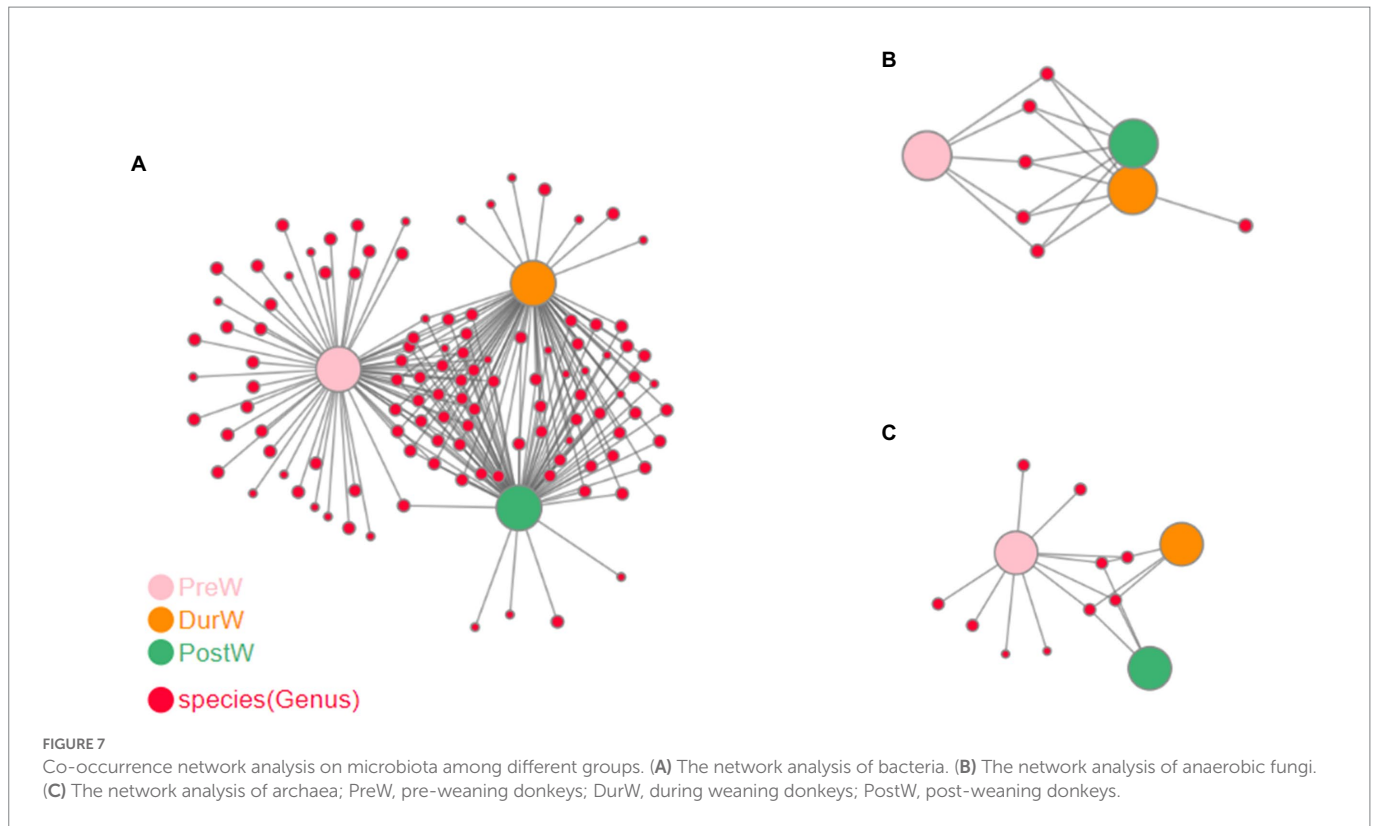 B
A
C
PreW
DurW
PostW
species(Genus)
FIGURE 7
Co-occurrence network analysis on microbiota among different groups. (A) The network analysis of bacteria. (B) The network analysis of anaerobic fungi.
(C) The network analysis of archaea; PreW, pre-weaning donkeys; DurW, during weaning donkeys; PostW, post-weaning donkeys.